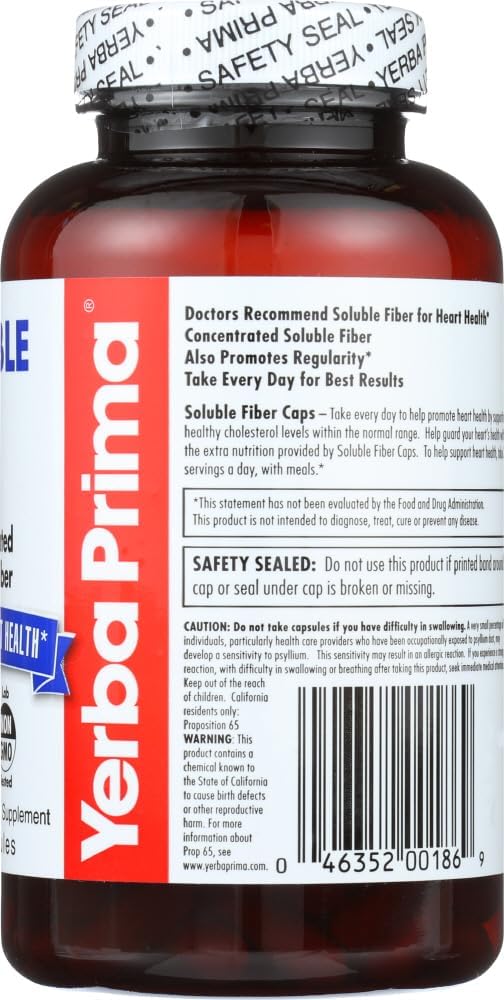 SAFETY SEAL • YERBA PRIMA
BLE
HEALTH*
Lab
Supplement
Yerba Prima®
Doctors Recommend Soluble Fiber for Heart Health*
Concentrated Soluble Fiber
Also Promotes Regularity*
Take Every Day for Best Results
Soluble Fiber Caps – Take every day to help promote heart health by
healthy cholesterol levels within the normal range. Help guard your heart's health
the extra nutrition provided by Soluble Fiber Caps. To help support heart health,
servings a day, with meals.*
*This statement has not been evaluated by the Food and Drug Administration.
This product is not intended to diagnose, treat, cure or prevent any disease.
SAFETY SEALED: Do not use this product if printed band around
cap or seal under cap is broken or missing.
CAUTION: Do not take capsules if you have difficulty in swallowing. A very small
individuals, particularly health care providers who have been occupationally exposed to psyllium dust,
develop a sensitivity to psyllium. This sensitivity may result in an allergic reaction. If you experience
reaction, with difficulty in swallowing or breathing after taking this product, seek immediate medical
Keep out of the reach
of children. California
residents only:
Proposition 65
WARNING: This
product contains a
chemical known to
the State of California
to cause birth defects
or other reproductive
harm. For more
information about
Prop 65, see
www.yerbaprima.com.
0 46352 00186 9